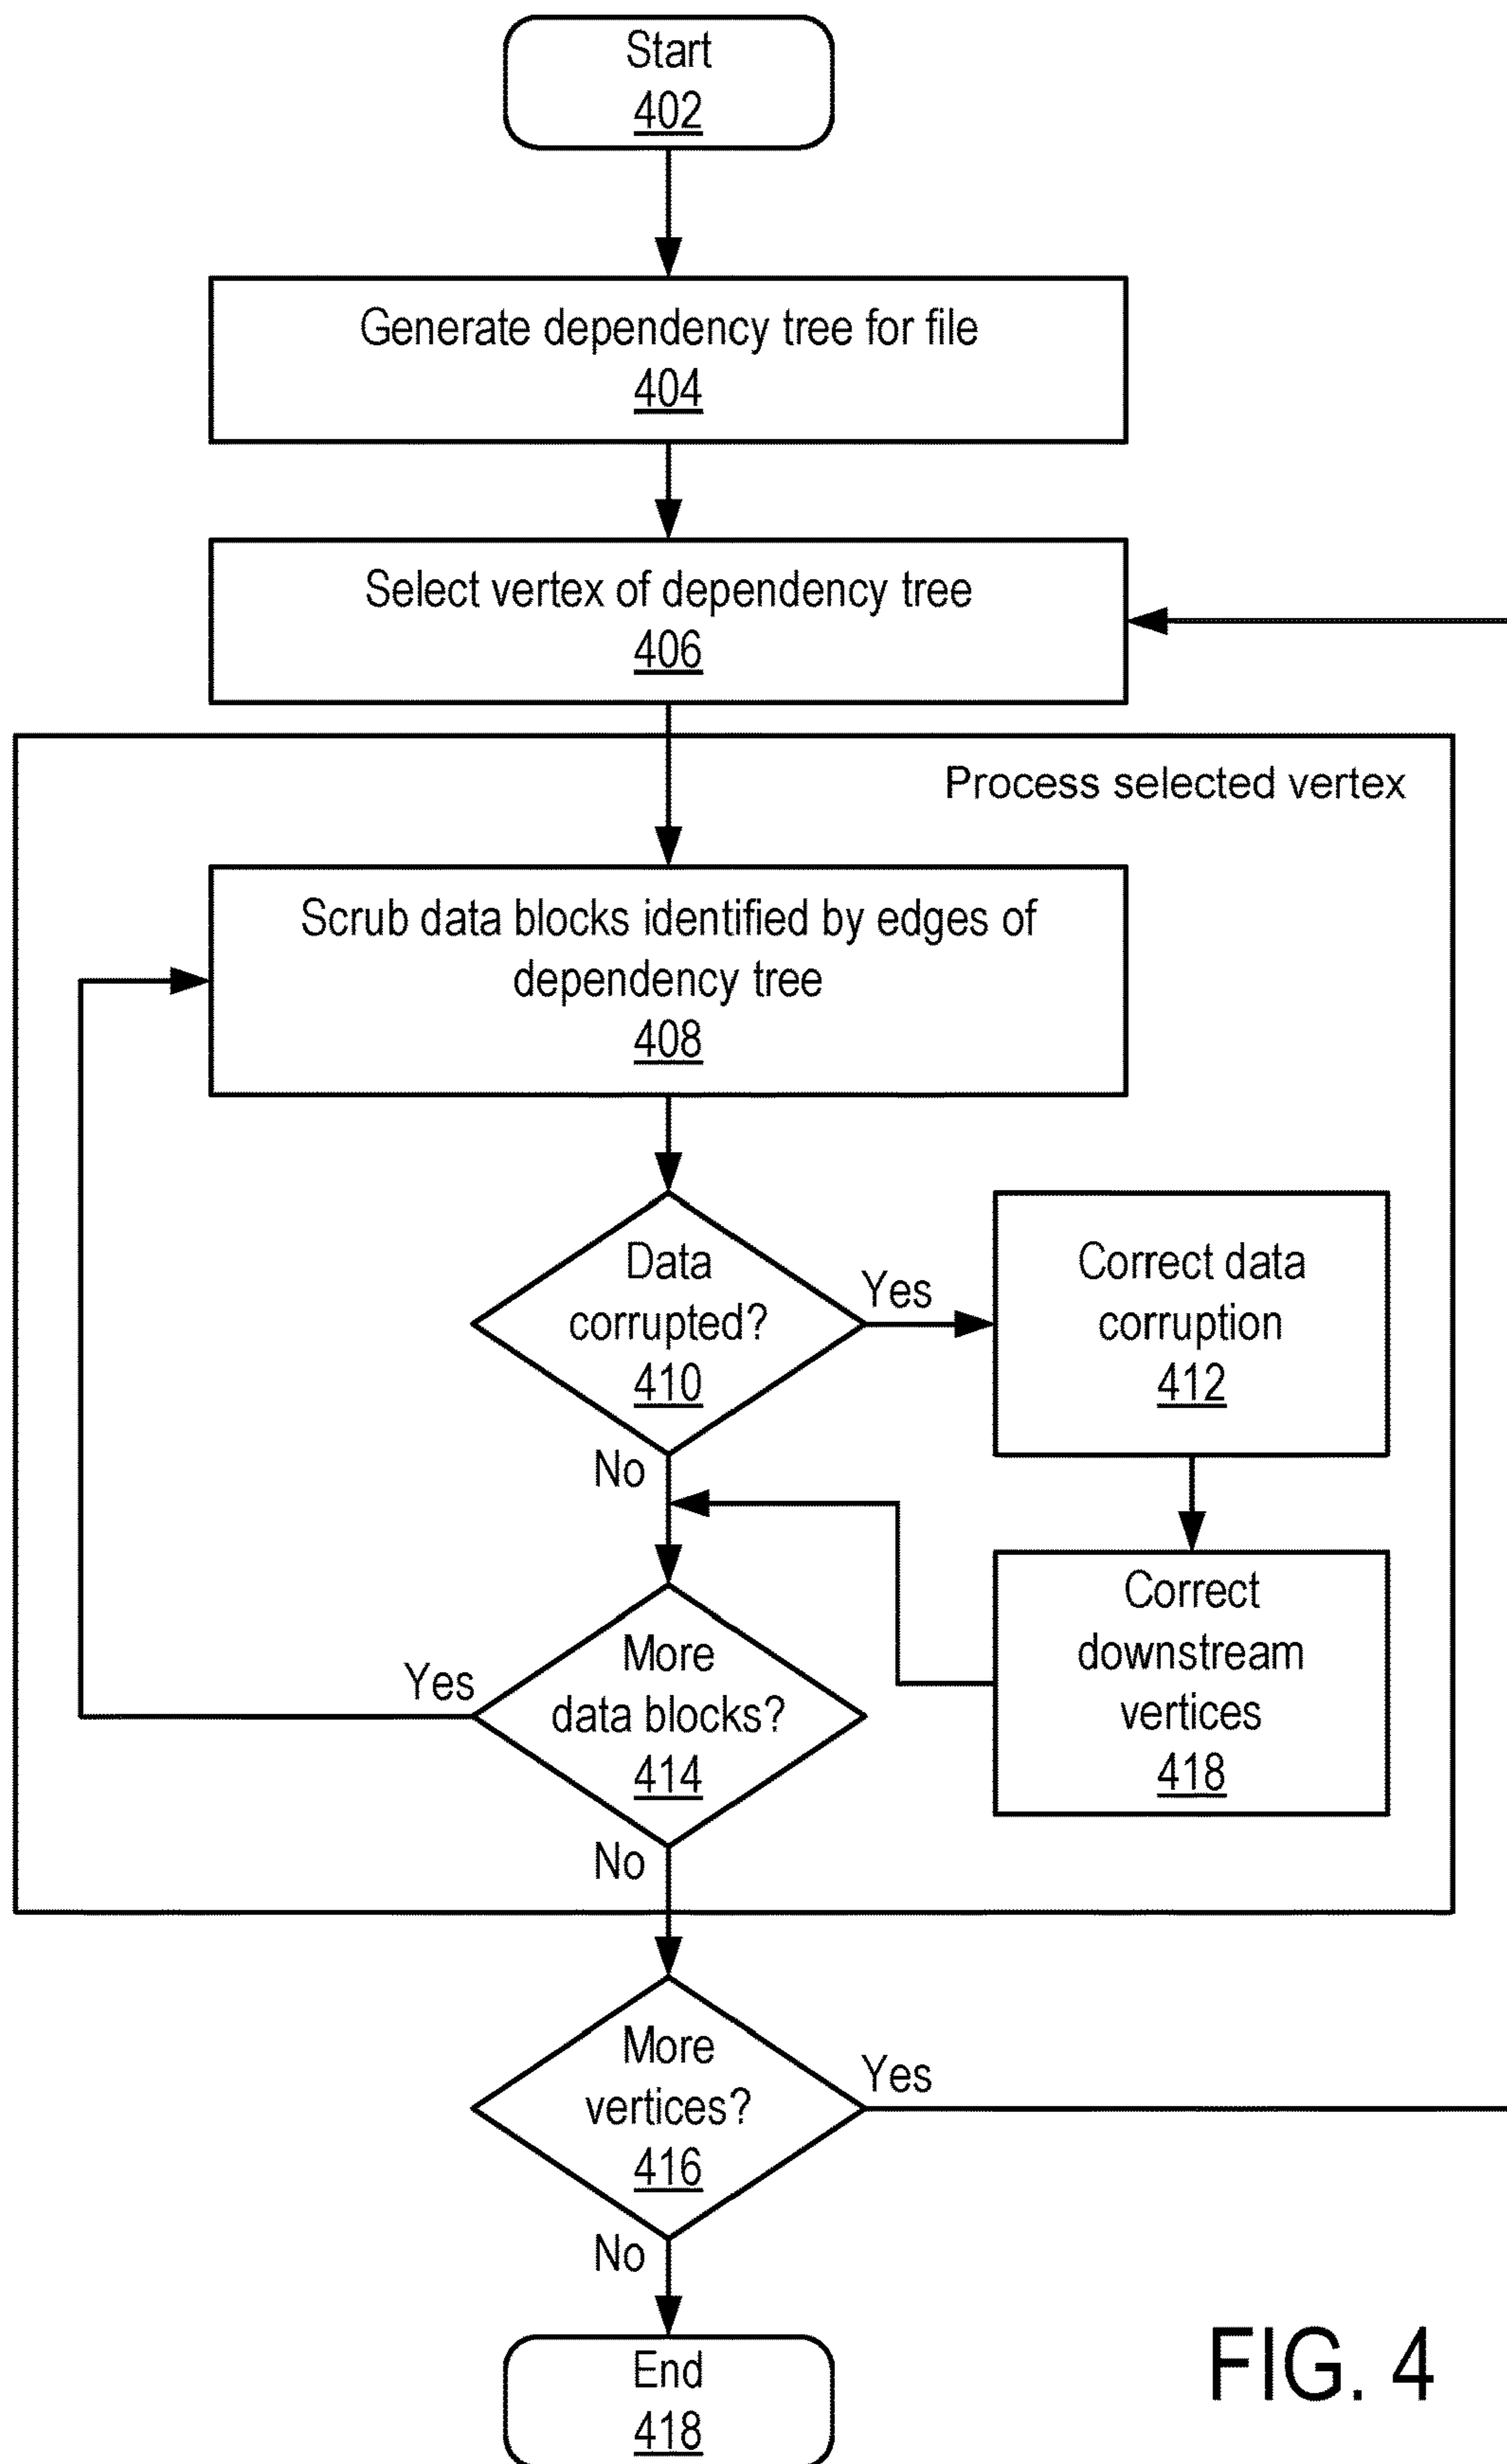 Start
402
Generate dependency tree for file
404
Select vertex of dependency tree
406
Process selected vertex
Scrub data blocks identified by edges of
dependency tree
408
Data
corrupted?
410
Yes
Correct data
corruption
412
No
Correct
downstream
vertices
418
More
data blocks?
414
Yes
No
More
vertices?
416
Yes
No
End
418
FIG. 4